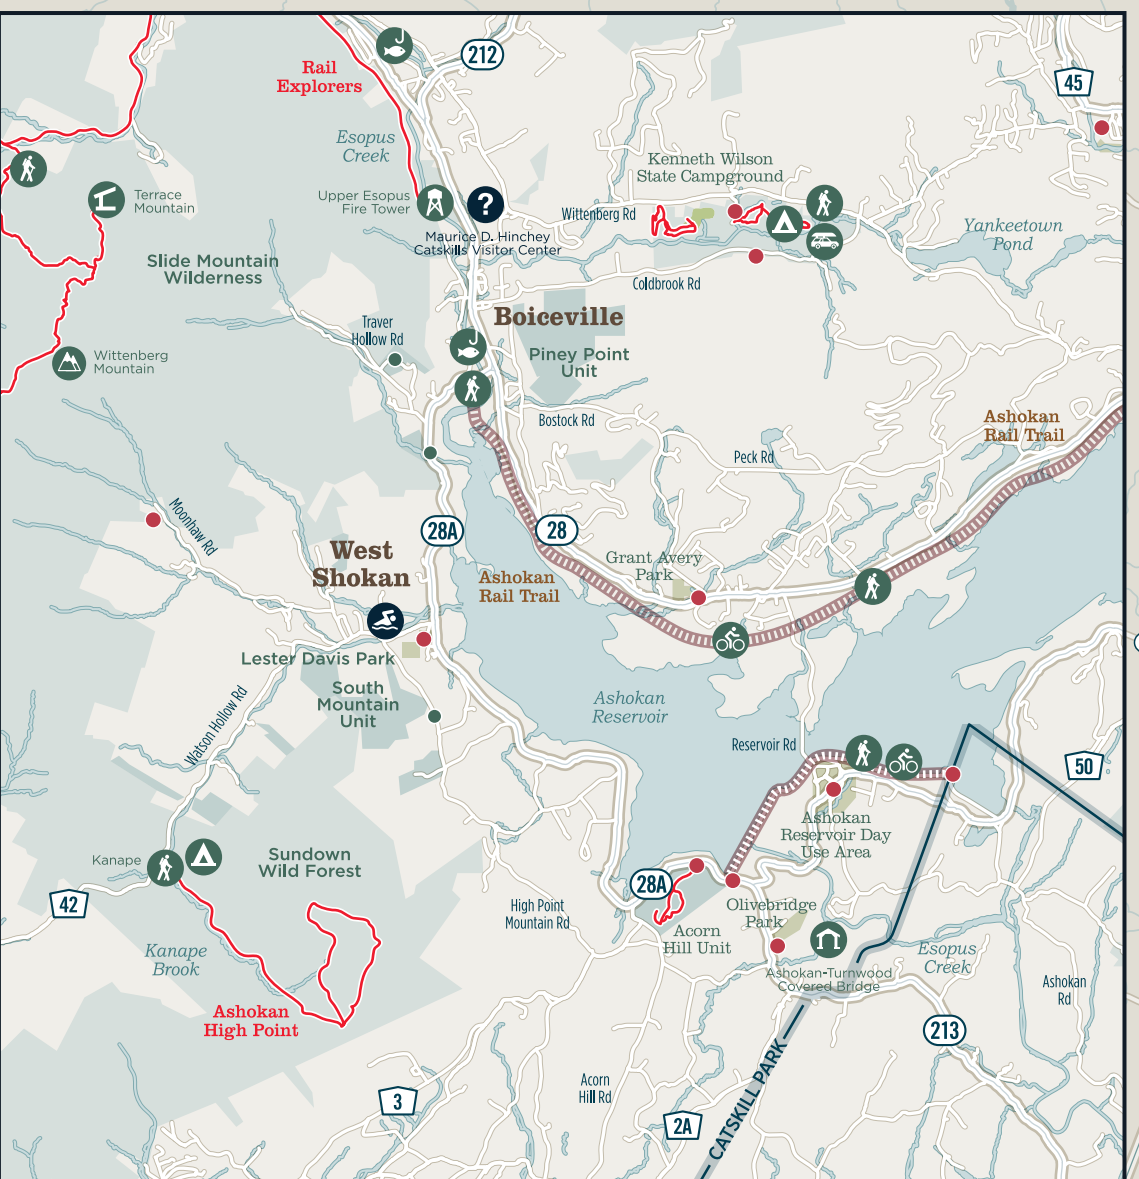 212
45
Rail
Explorers
Esopus
Creek
Kenneth Wilson
State Campground
Terrace
Mountain
Upper Esopus
Fire Tower
?
Wittenberg Rd
Maurice D. Hinchey
Catskills Visitor Center
Yankeetown
Pond
Slide Mountain
Wilderness
Coldbrook Rd
Boiceville
Traver
Hollow Rd
Piney Point
Unit
Wittenberg
Mountain
Bostock Rd
Ashokan
Rail Trail
Peck Rd
Moonhaw Rd
28A
28
West
Shokan
Grant Avery
Park
Ashokan
Rail Trail
Lester Davis Park
South
Mountain
Unit
Ashokan
Reservoir
Watson Hollow Rd
Reservoir Rd
50
Ashokan
Reservoir Day
Use Area
Kanape
Sundown
Wild Forest
28A
42
High Point
Mountain Rd
Olivebridge
Park
Acorn
Hill Unit
Kanape
Brook
Esopus
Creek
Ashokan-Turnwood
Covered Bridge
Ashokan
Rd
Ashokan
High Point
213
Acorn
Hill Rd
3
2A
CATSKILL PARK